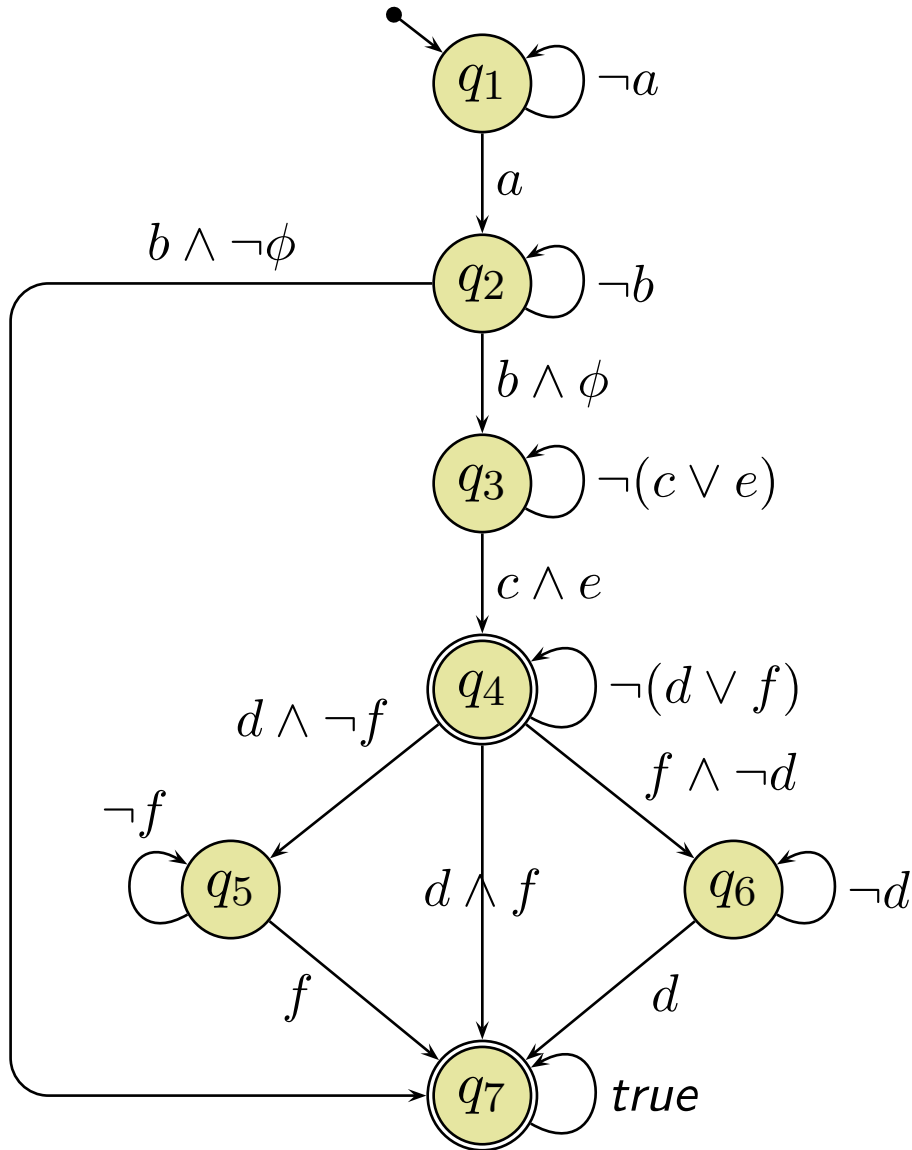 q₁
¬a
a
b ∧ ¬ϕ
q₂
¬b
b ∧ ϕ
q₃
¬(c ∨ e)
c ∧ e
q₄
¬(d ∨ f)
d ∧ ¬f
f ∧ ¬d
¬f
q₅
d ∧ f
q₆
¬d
f
d
q₇
true